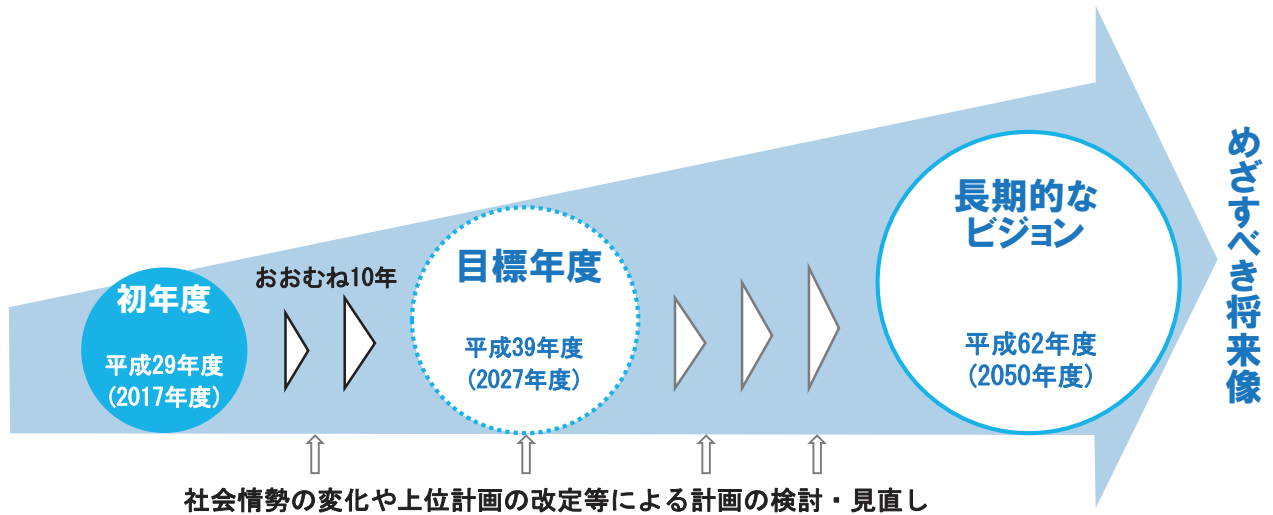 初年度
平成29年度
(2017年度)
おおむね10年
目標年度
平成39年度
(2027年度)
長期的な
ビジョン
平成62年度
(2050年度)
めざすべき将来像
社会情勢の変化や上位計画の改定等による計画の検討・見直し